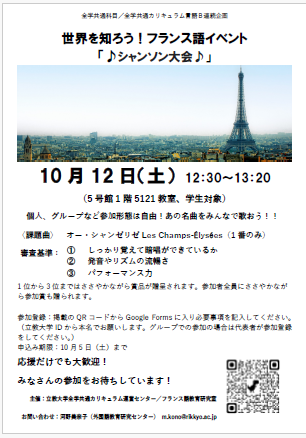 全学共通科目／全学共通カリキュラム言語B連続企画
世界を知ろう！フランス語イベント
「♪シャンソン大会♪」
10月12日（土） 12:30～13:20
（5号館1階5121教室、学生対象）
個人、グループなど参加形態は自由！あの名曲をみんなで歌おう！！
〈課題曲〉 オー・シャンゼリゼ Les Champs-Élysées（1番のみ）
審査基準： ① しっかり覚えて暗唱ができているか
② 発音やリズムの流暢さ
③ パフォーマンス力
1位から3位まではささやかながら賞品が贈呈されます。参加者全員にささやかながら
ら参加賞も贈られます。
参加登録：掲載のQRコードからGoogle Formsに入り必要事項を記入してください。
（立教大学IDから本名でお願いします。グループでの参加の場合は代表者が参加登録
をしてください。）
申込み期限：10月5日（土）まで
応援だけでも大歓迎！
みなさんの参加をお待ちしています！
主催：立教大学全学共通カリキュラム運営センター／フランス語教育研究室
お問い合わせ：河野美奈子（外国語教育研究センター） m.kono@rikkyo.ac.jp